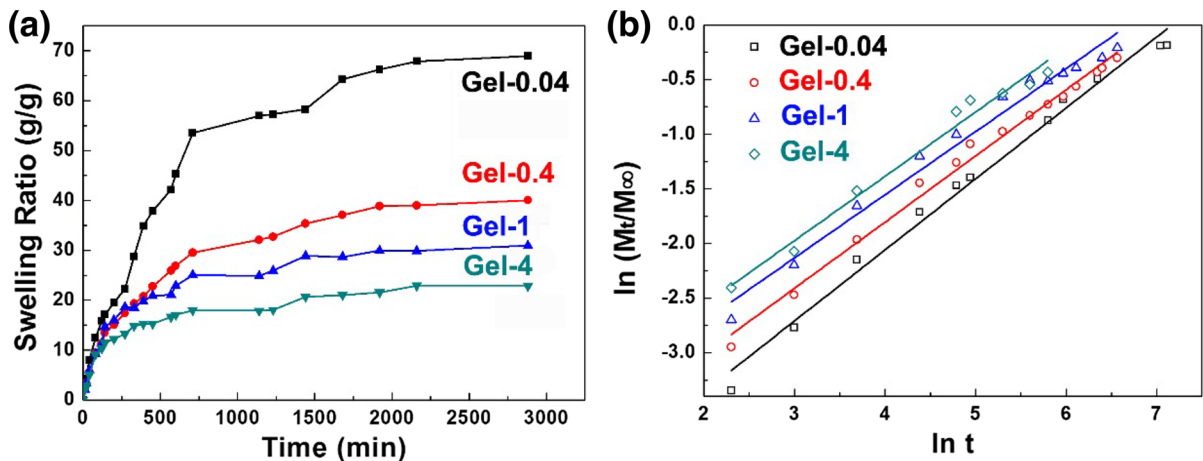 (a)
Swelling Ratio (g/g)
70
60
50
40
30
20
10
0
Gel-0.04
Gel-0.4
Gel-1
Gel-4
0 500 1000 1500 2000 2500 3000
Time (min)
(b)
ln (Mt/M∞)
0.0
-0.5
-1.0
-1.5
-2.0
-2.5
-3.0
Gel-0.04
Gel-0.4
Gel-1
Gel-4
2 3 4 5 6 7
ln t